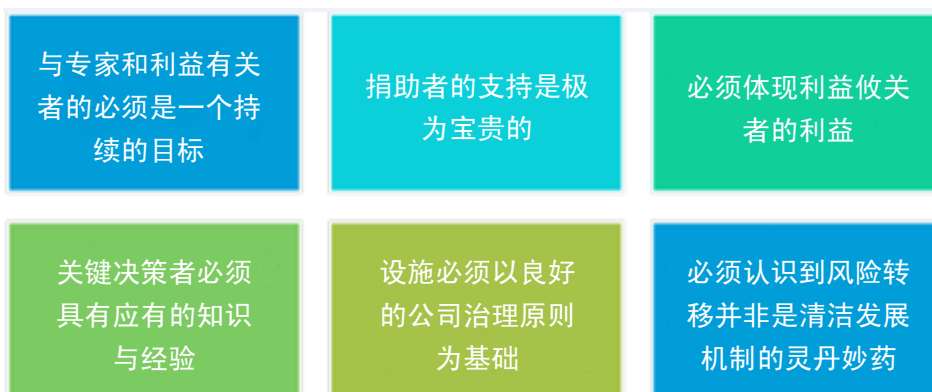 与专家和利益有关
者的必须是一个持
续的目标
捐助者的支持是极
为宝贵的
必须体现利益攸关
者的利益
关键决策者必须
具有应有的知识
与经验
设施必须以良好
的公司治理原则
为基础
必须认识到风险转
移并非是清洁发展
机制的灵丹妙药